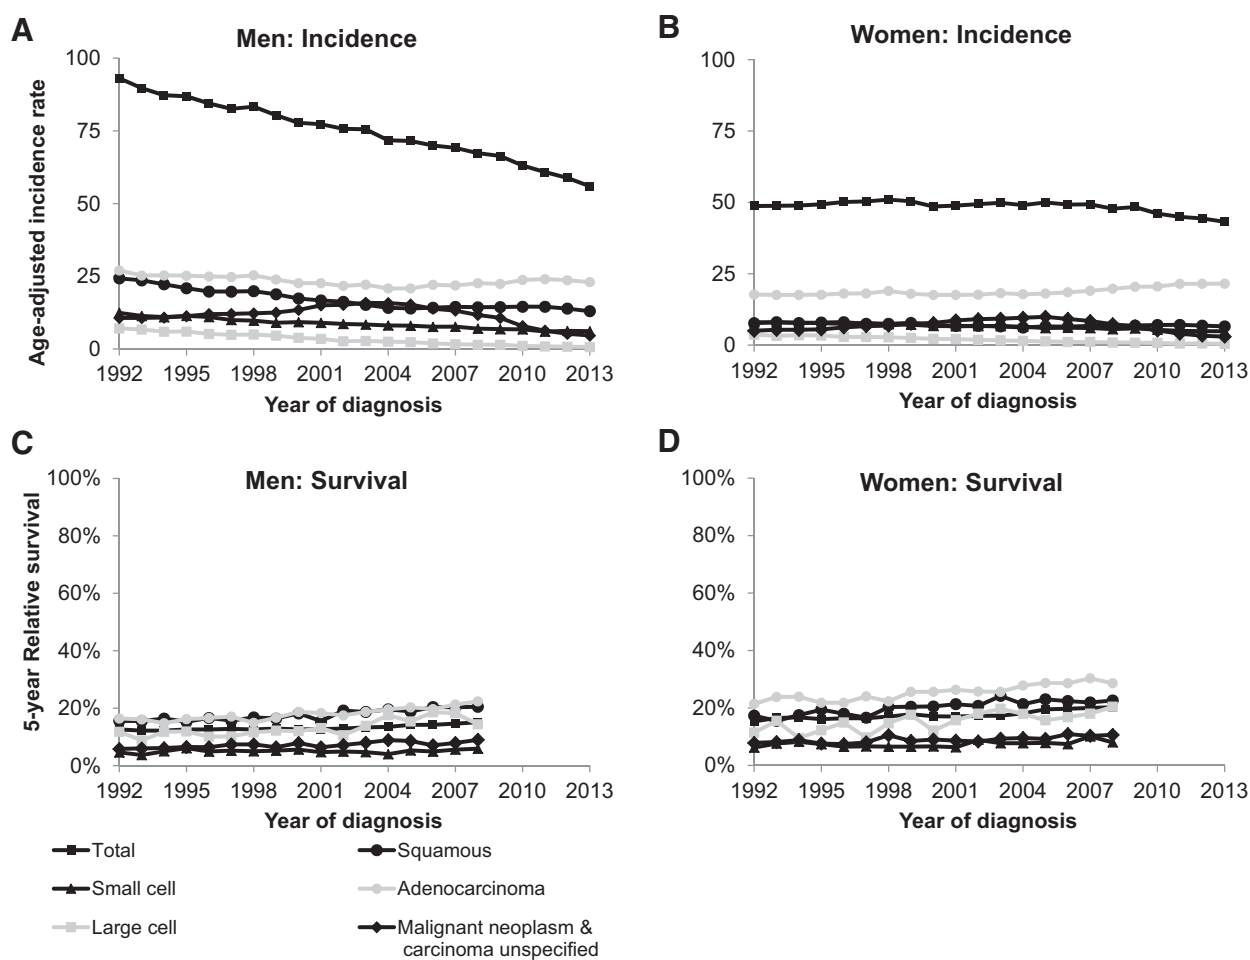 A
Men: Incidence
Age-adjusted incidence rate
100
75
50
25
0
1992 1995 1998 2001 2004 2007 2010 2013
Year of diagnosis
B
Women: Incidence
100
75
50
25
0
1992 1995 1998 2001 2004 2007 2010 2013
Year of diagnosis
C
Men: Survival
5-year Relative survival
100%
80%
60%
40%
20%
0%
1992 1995 1998 2001 2004 2007 2010 2013
Year of diagnosis
D
Women: Survival
100%
80%
60%
40%
20%
0%
1992 1995 1998 2001 2004 2007 2010 2013
Year of diagnosis
Total
Squamous
Small cell
Adenocarcinoma
Large cell
Malignant neoplasm &
carcinoma unspecified